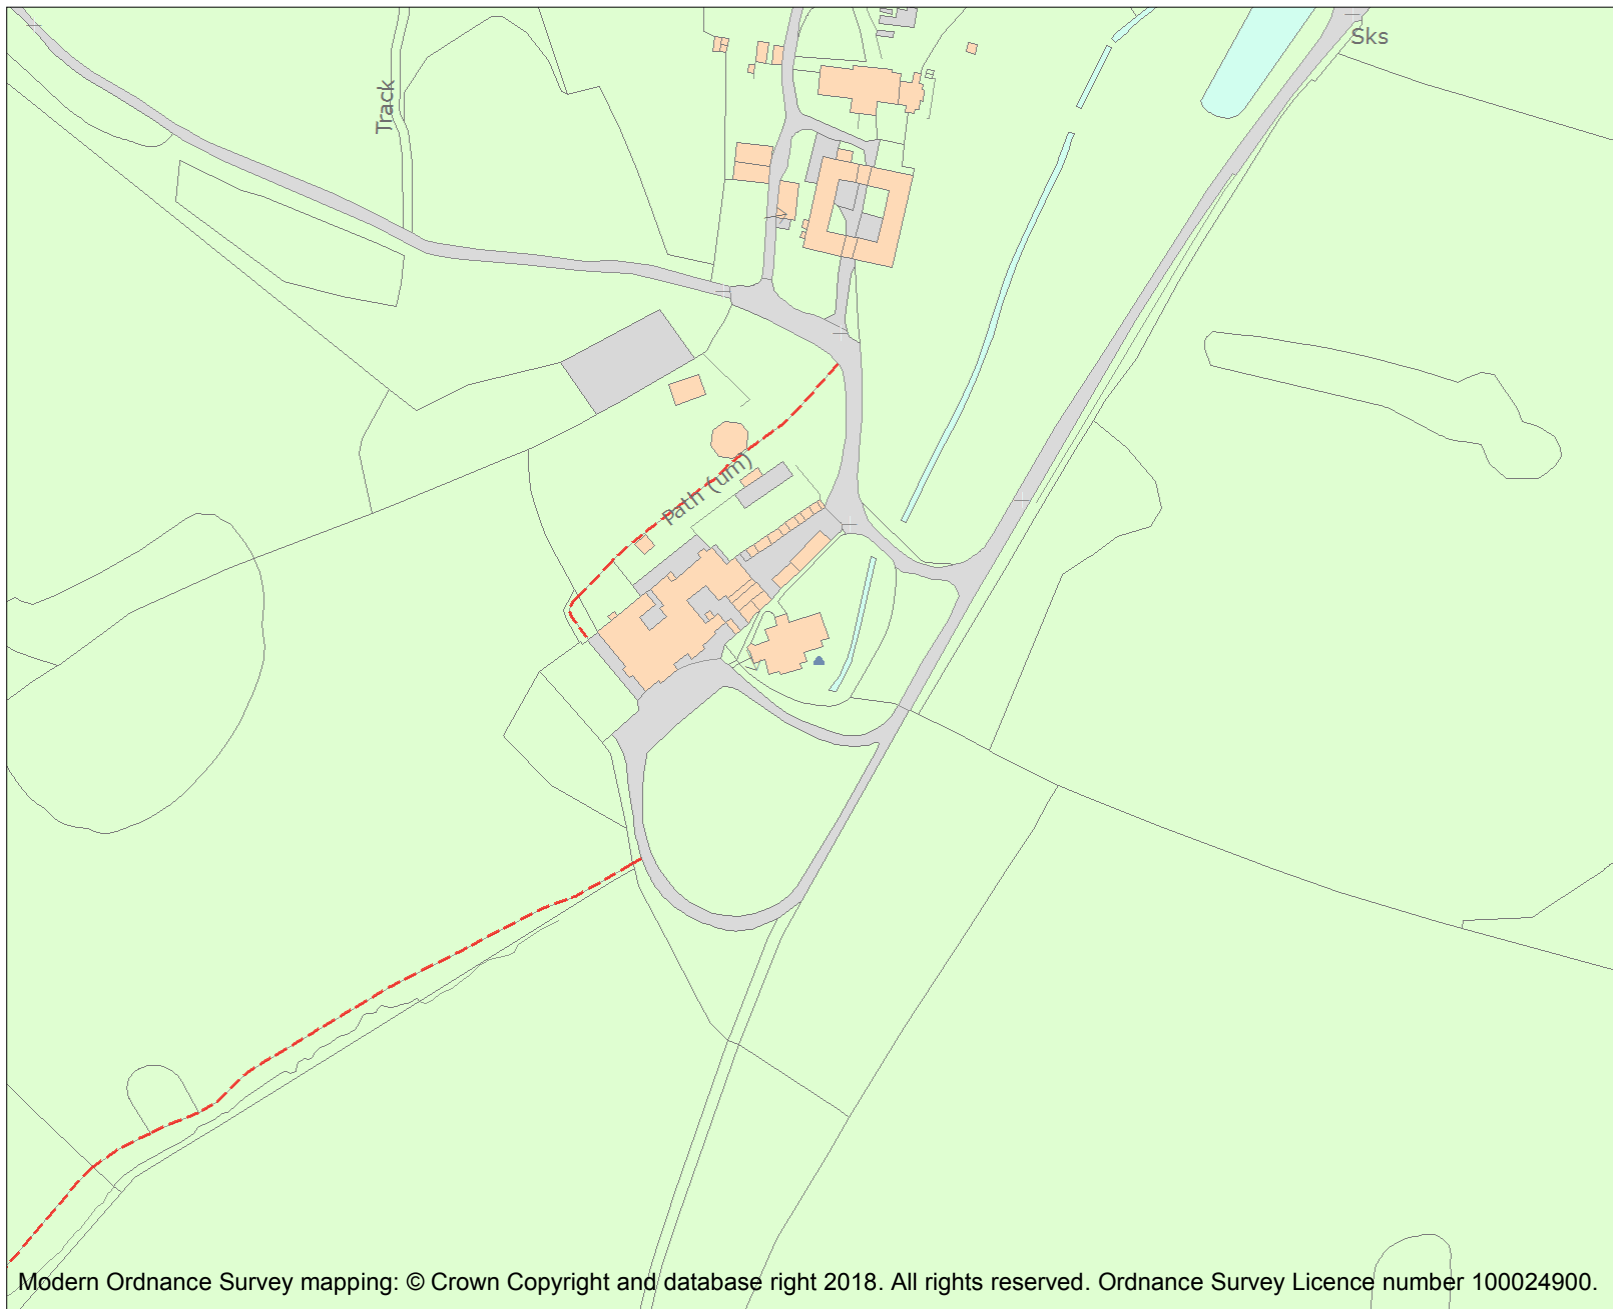 Sks
Track
Path (um)
Modern Ordnance Survey mapping: © Crown Copyright and database right 2018. All rights reserved. Ordnance Survey Licence number 100024900.